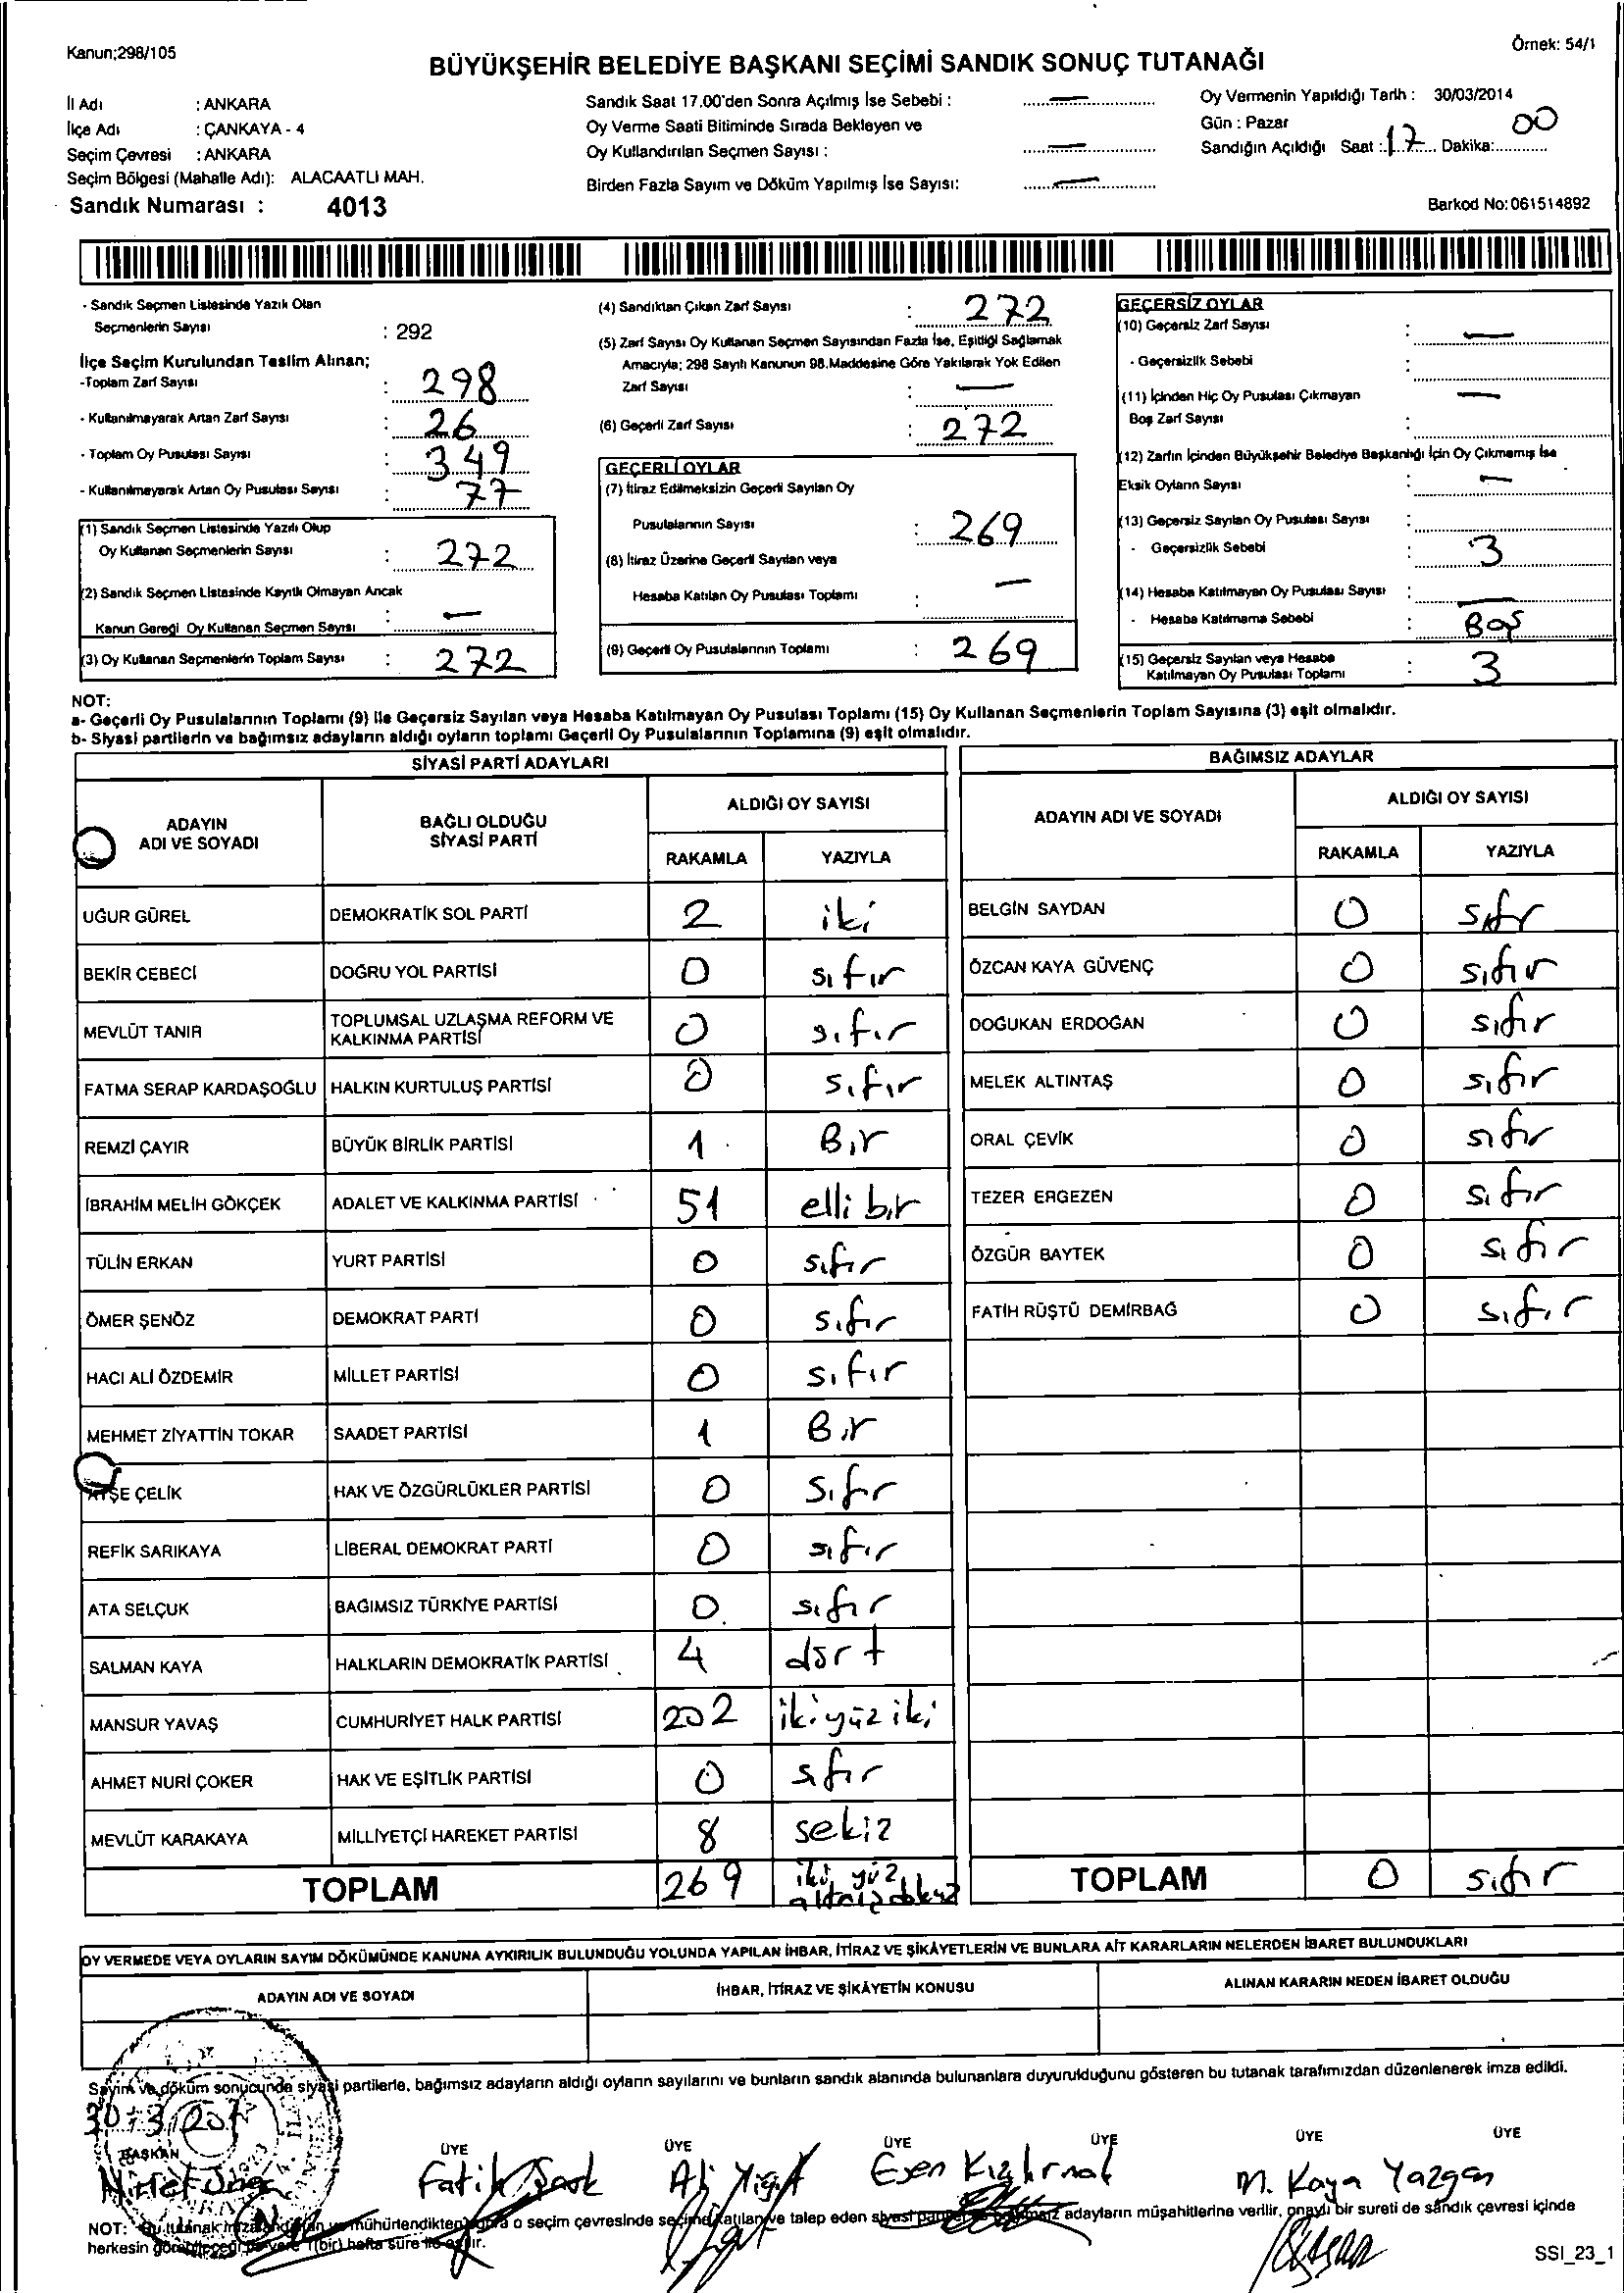 Kanun;298/105
Örnek: 54/1
BÜYÜKŞEHİR BELEDİYE BAŞKANI SEÇİMİ SANDIK SONUÇ TUTANAĞI
İl Adı : ANKARA
İlçe Adı : ÇANKAYA - 4
Seçim Çevresi : ANKARA
Seçim Bölgesi (Mahalle Adı): ALACAATLI MAH.
Sandık Numarası : 4013
Sandık Saat 17.00'den Sonra Açılmış İse Sebebi : —
Oy Verme Saati Bitiminde Sırada Bekleyen ve
Oy Kullandırılan Seçmen Sayısı : —
Birden Fazla Sayım ve Döküm Yapılmış İse Sayısı: —
Oy Vermenin Yapıldığı Tarih : 30/03/2014
Gün : Pazar
Sandığın Açıldığı Saat : 17 Dakika: 00
Barkod No:061514892
- Sandık Seçmen Listesinde Yazılı Olan
Seçmenlerin Sayısı : 292
İlçe Seçim Kurulundan Teslim Alınan;
-Toplam Zarf Sayısı : 298
- Kullanılmayarak Artan Zarf Sayısı : 26
- Toplam Oy Pusulası Sayısı : 349
- Kullanılmayarak Artan Oy Pusulası Sayısı : 77
(1) Sandık Seçmen Listesinde Yazılı Olup
Oy Kullanan Seçmenlerin Sayısı : 272
(2) Sandık Seçmen Listesinde Kayıtlı Olmayan Ancak
Kanun Gereği Oy Kullanan Seçmen Sayısı : —
(3) Oy Kullanan Seçmenlerin Toplam Sayısı : 272
(4) Sandıktan Çıkan Zarf Sayısı : 272
(5) Zarf Sayısı Oy Kullanan Seçmen Sayısından Fazla İse, Eşitliği Sağlamak
Amacıyla; 298 Sayılı Kanunun 98.Maddesine Göre Yakılarak Yok Edilen
Zarf Sayısı : —
(6) Geçerli Zarf Sayısı : 272
GEÇERLİ OYLAR
(7) İtiraz Edilmeksizin Geçerli Sayılan Oy
Pusulalarının Sayısı : 269
(8) İtiraz Üzerine Geçerli Sayılan veya
Hesaba Katılan Oy Pusulası Toplamı : —
(9) Geçerli Oy Pusulalarının Toplamı : 269
GEÇERSİZ OYLAR
(10) Geçersiz Zarf Sayısı : —
- Geçersizlik Sebebi :
(11) İçinden Hiç Oy Pusulası Çıkmayan —
Boş Zarf Sayısı :
(12) Zarfın İçinden Büyükşehir Belediye Başkanlığı İçin Oy Çıkmamış İse
Eksik Oyların Sayısı : —
(13) Geçersiz Sayılan Oy Pusulası Sayısı :
- Geçersizlik Sebebi : 3
(14) Hesaba Katılmayan Oy Pusulası Sayısı : —
- Hesaba Katılmama Sebebi : Boş
(15) Geçersiz Sayılan veya Hesaba
Katılmayan Oy Pusulası Toplamı : 3
NOT:
a- Geçerli Oy Pusulalarının Toplamı (9) ile Geçersiz Sayılan veya Hesaba Katılmayan Oy Pusulası Toplamı (15) Oy Kullanan Seçmenlerin Toplam Sayısına (3) eşit olmalıdır.
b- Siyasi partilerin ve bağımsız adayların aldığı oyların toplamı Geçerli Oy Pusulalarının Toplamına (9) eşit olmalıdır.
SİYASİ PARTİ ADAYLARI
ADAYIN ADI VE SOYADI BAĞLI OLDUĞU SİYASİ PARTİ ALDIĞI OY SAYISI
RAKAMLA YAZIYLA
UĞUR GÜREL DEMOKRATİK SOL PARTİ 2 iki
BEKİR CEBECİ DOĞRU YOL PARTİSİ 0 sıfır
MEVLÜT TANIR TOPLUMSAL UZLAŞMA REFORM VE KALKINMA PARTİSİ 0 sıfır
FATMA SERAP KARDAŞOĞLU HALKIN KURTULUŞ PARTİSİ 0 sıfır
REMZİ ÇAYIR BÜYÜK BİRLİK PARTİSİ 1 Bir
İBRAHİM MELİH GÖKÇEK ADALET VE KALKINMA PARTİSİ 51 elli bir
TÜLİN ERKAN YURT PARTİSİ 0 sıfır
ÖMER ŞENÖZ DEMOKRAT PARTİ 0 sıfır
HACI ALİ ÖZDEMİR MİLLET PARTİSİ 0 sıfır
MEHMET ZİYATTİN TOKAR SAADET PARTİSİ 1 Bir
AYŞE ÇELİK HAK VE ÖZGÜRLÜKLER PARTİSİ 0 sıfır
REFİK SARIKAYA LİBERAL DEMOKRAT PARTİ 0 sıfır
ATA SELÇUK BAĞIMSIZ TÜRKİYE PARTİSİ 0 sıfır
SALMAN KAYA HALKLARIN DEMOKRATİK PARTİSİ 4 dört
MANSUR YAVAŞ CUMHURİYET HALK PARTİSİ 202 iki yüz iki
AHMET NURİ ÇOKER HAK VE EŞİTLİK PARTİSİ 0 sıfır
MEVLÜT KARAKAYA MİLLİYETÇİ HAREKET PARTİSİ 8 sekiz
TOPLAM 269 iki yüz
BAĞIMSIZ ADAYLAR
ADAYIN ADI VE SOYADI ALDIĞI OY SAYISI
RAKAMLA YAZIYLA
BELGİN SAYDAN 0 sıfr
ÖZCAN KAYA GÜVENÇ 0 sıfır
DOĞUKAN ERDOĞAN 0 sıfır
MELEK ALTINTAŞ 0 sıfır
ORAL ÇEVİK 0 sıfır
TEZER ERGEZEN 0 sıfır
ÖZGÜR BAYTEK 0 sıfır
FATİH RÜŞTÜ DEMİRBAĞ 0 sıfır
TOPLAM 0 sıfır
OY VERMEDE VEYA OYLARIN SAYIM DÖKÜMÜNDE KANUNA AYKIRILIK BULUNDUĞU YOLUNDA YAPILAN İHBAR, İTİRAZ VE ŞİKÂYETLERİN VE BUNLARA AİT KARARLARIN NELERDEN İBARET BULUNDUKLARI
ADAYIN ADI VE SOYADI İHBAR, İTİRAZ VE ŞİKÂYETİN KONUSU ALINAN KARARIN NEDEN İBARET OLDUĞU
Sayım ve döküm sonucunda siyasi partilerle, bağımsız adayların aldığı oyların sayılarını ve bunların sandık alanında bulunanlara duyurulduğunu gösteren bu tutanak tarafımızdan düzenlenerek imza edildi.
BAŞKAN ÜYE ÜYE ÜYE ÜYE ÜYE ÜYE
Fatih Ali Yiğit Esen Kızılırmak M. Kaya Yazgan
NOT: Bu tutanak imzalandıktan ve mühürlendikten sonra o seçim çevresinde seçime katılan ve talep eden siyasi adayların müşahitlerine verilir, onaylı bir sureti de sandık çevresi içinde
herkesin görebileceği bir yere 1(bir) hafta süre ile asılır.
SSI_23_1